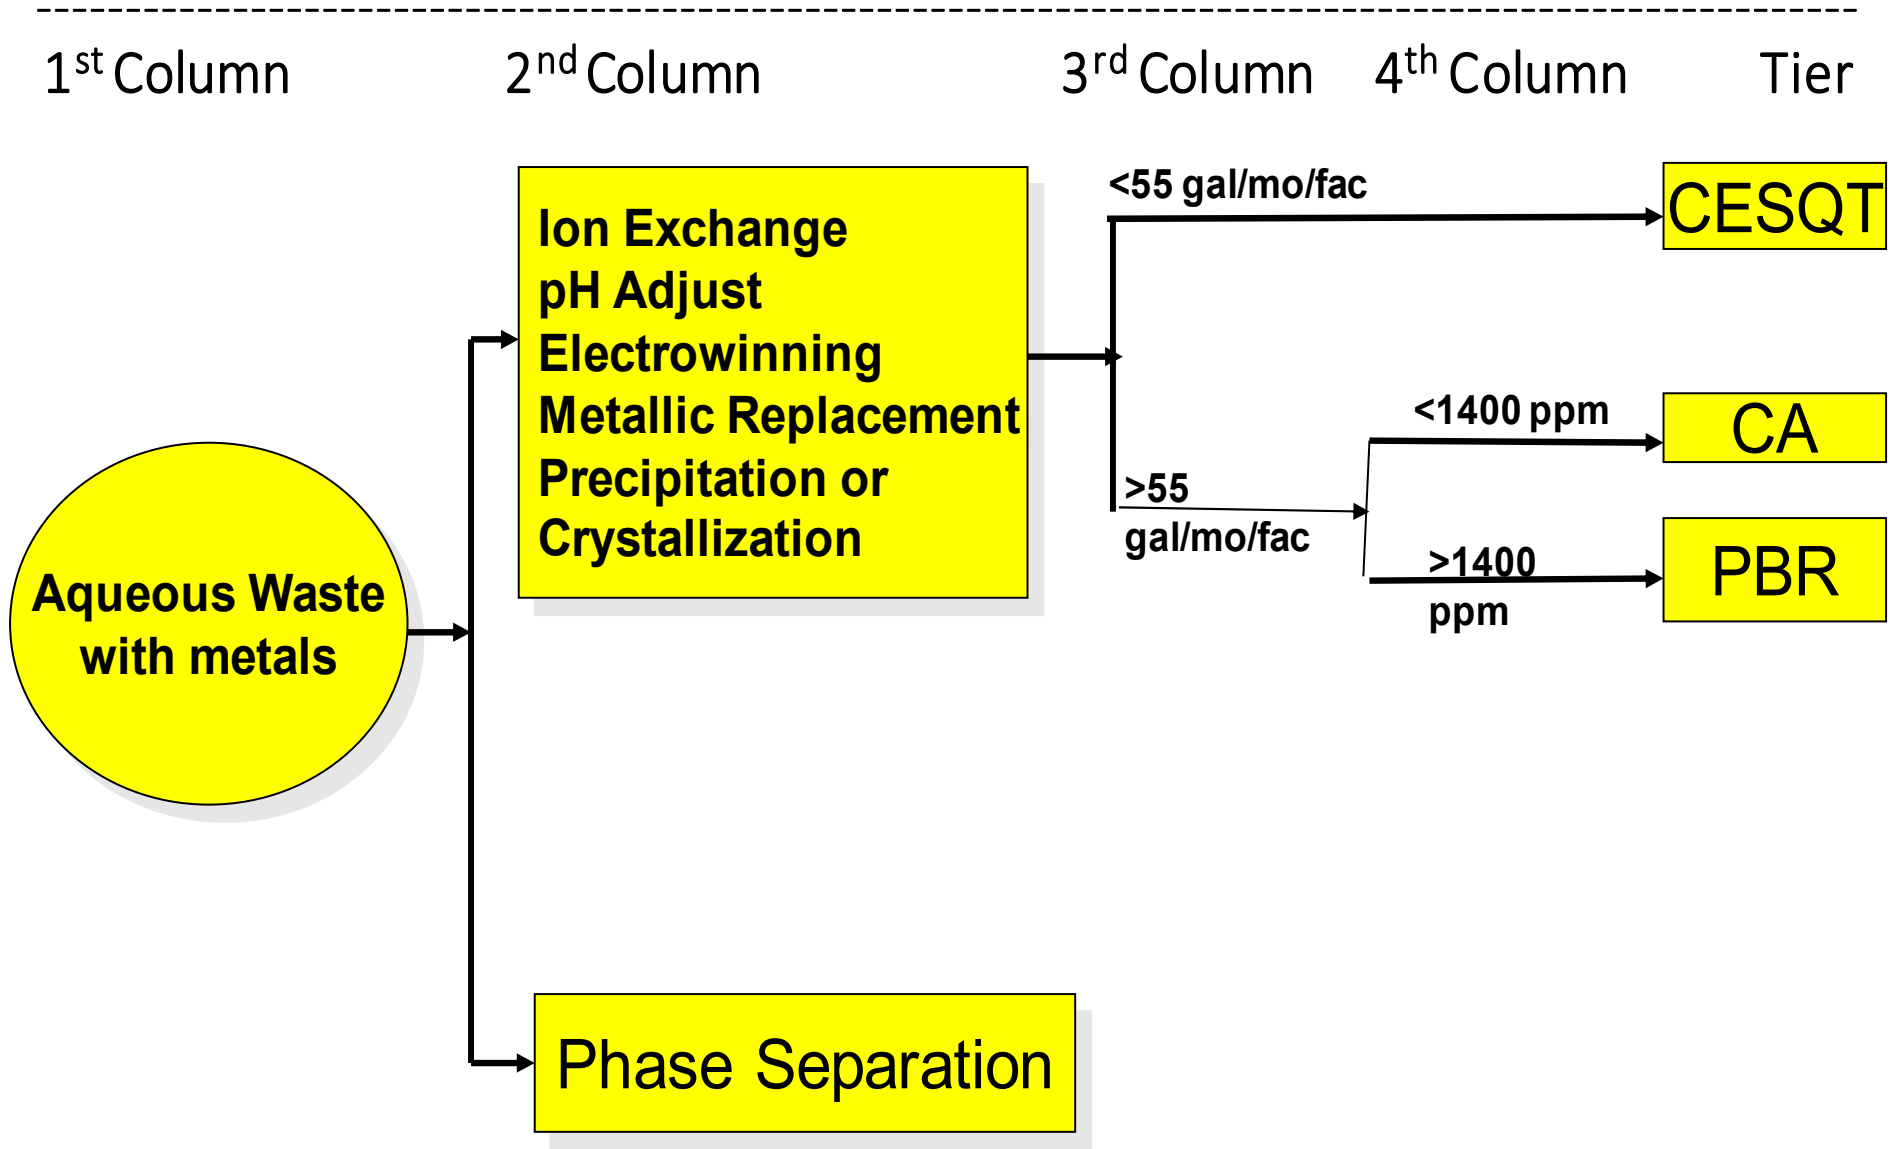 1st Column 2nd Column 3rd Column 4th Column Tier
Aqueous Waste
with metals
Ion Exchange
pH Adjust
Electrowinning
Metallic Replacement
Precipitation or
Crystallization
Phase Separation
<55 gal/mo/fac
>55
gal/mo/fac
<1400 ppm
>1400
ppm
CESQT
CA
PBR